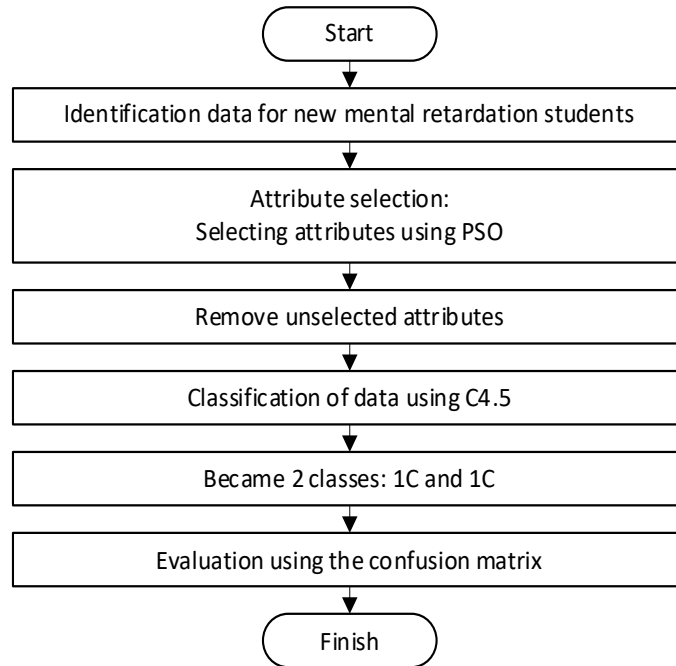 Start
Identification data for new mental retardation students
Attribute selection:
Selecting attributes using PSO
Remove unselected attributes
Classification of data using C4.5
Became 2 classes: 1C and 1C
Evaluation using the confusion matrix
Finish